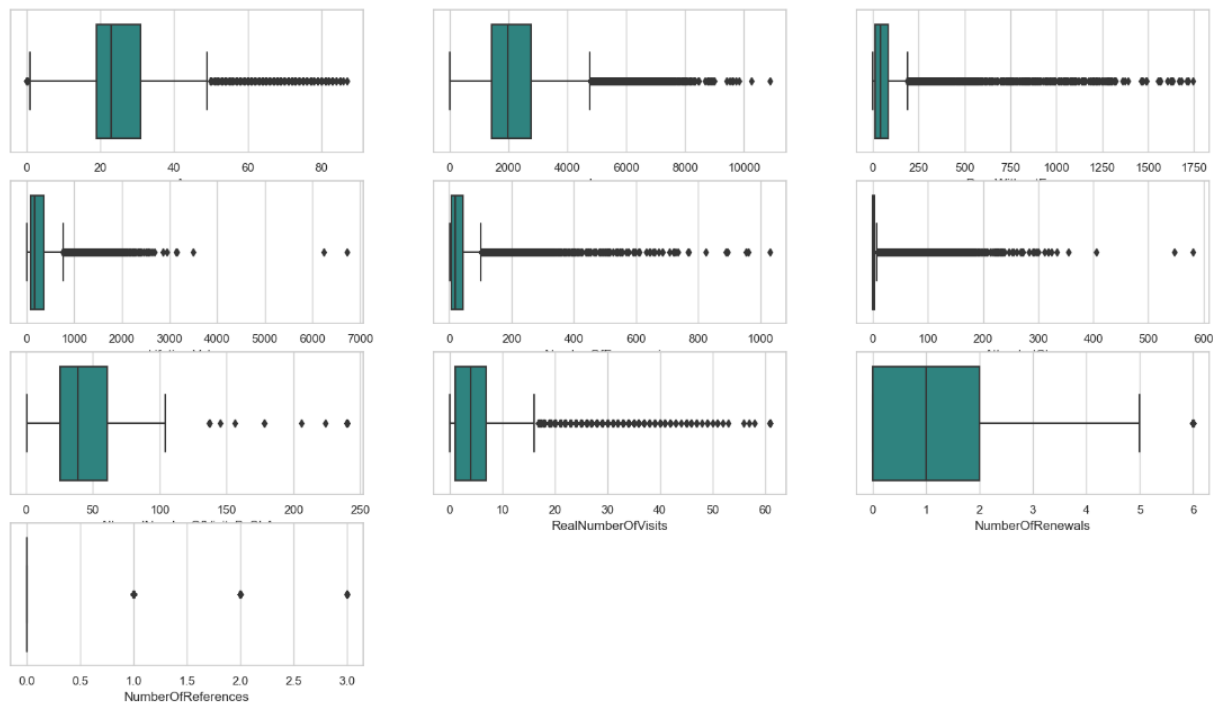 0 20 40 60 80
0 2000 4000 6000 8000 10000
0 250 500 750 1000 1250 1500 1750
0 1000 2000 3000 4000 5000 6000 7000
0 200 400 600 800 1000
0 100 200 300 400 500 600
0 50 100 150 200 250
0 10 20 30 40 50 60
RealNumberOfVisits
0 1 2 3 4 5 6
NumberOfRenewals
0.0 0.5 1.0 1.5 2.0 2.5 3.0
NumberOfReferences